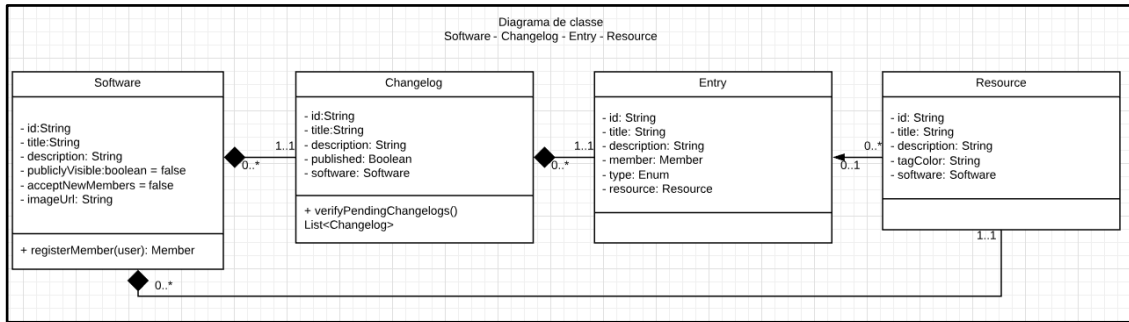 Diagrama de classe
Software - Changelog - Entry - Resource
Software
- id:String
- title:String
- description: String
- publiclyVisible:boolean = false
- acceptNewMembers = false
- imageUrl: String
+ registerMember(user): Member
0..*
1..1
Changelog
- id:String
- title:String
- description: String
- published: Boolean
- software: Software
+ verifyPendingChangelogs()
List<Changelog>
0..*
1..1
Entry
- id: String
- title: String
- description: String
- member: Member
- type: Enum
- resource: Resource
0..1
0..*
Resource
- id: String
- title: String
- description: String
- tagColor: String
- software: Software
1..1
0..*